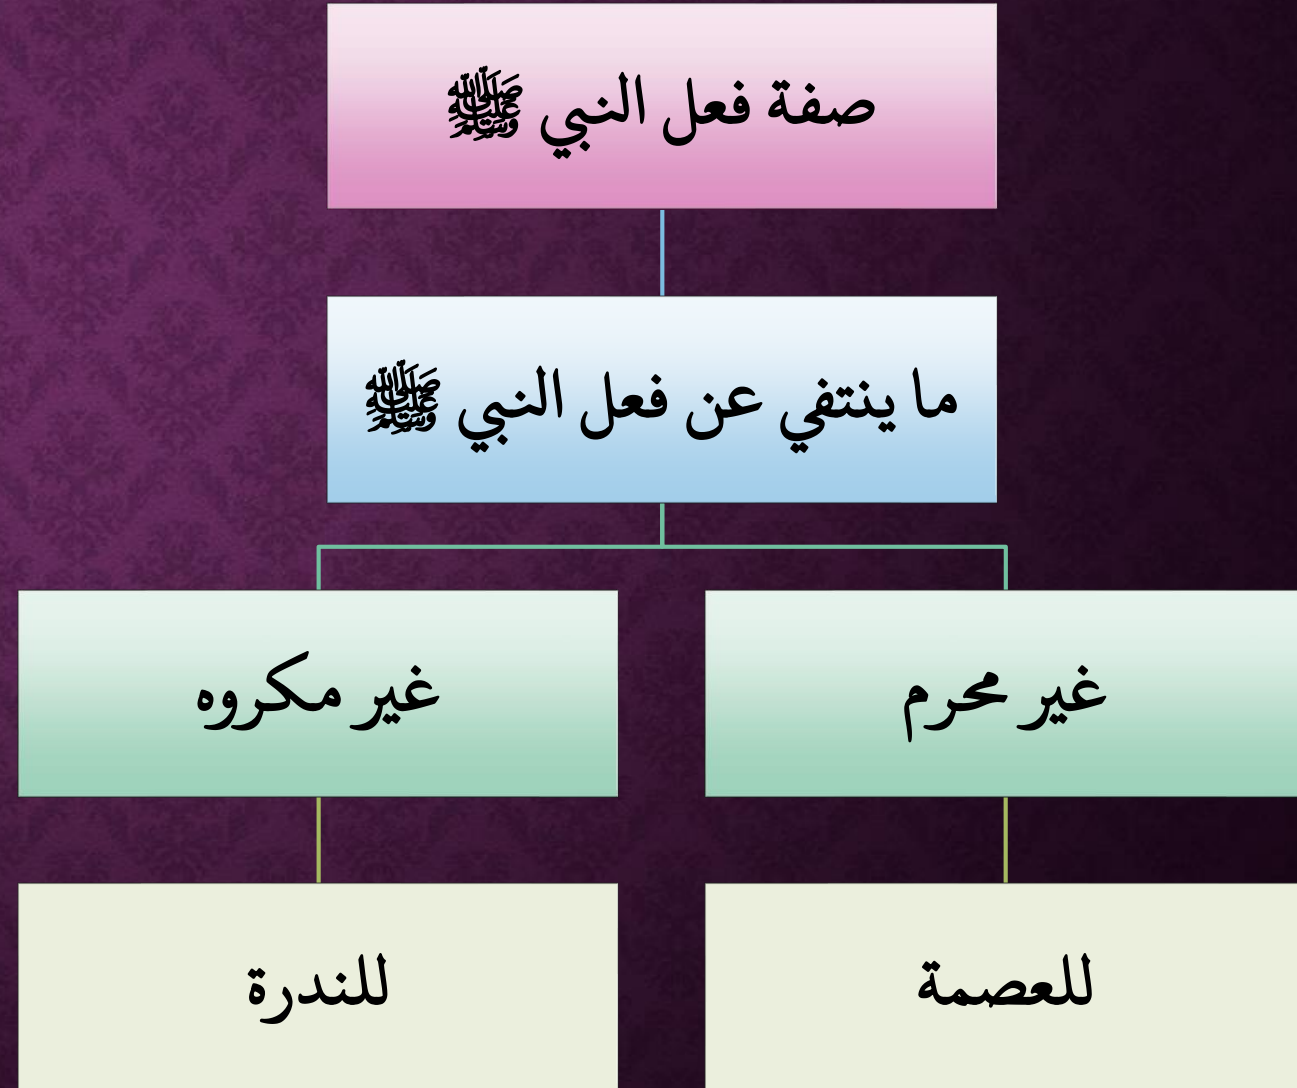 صفة فعل النبي ﷺ
ما ينتفي عن فعل النبي ﷺ
غير محرم
غير مكروه
للعصمة
للندرة